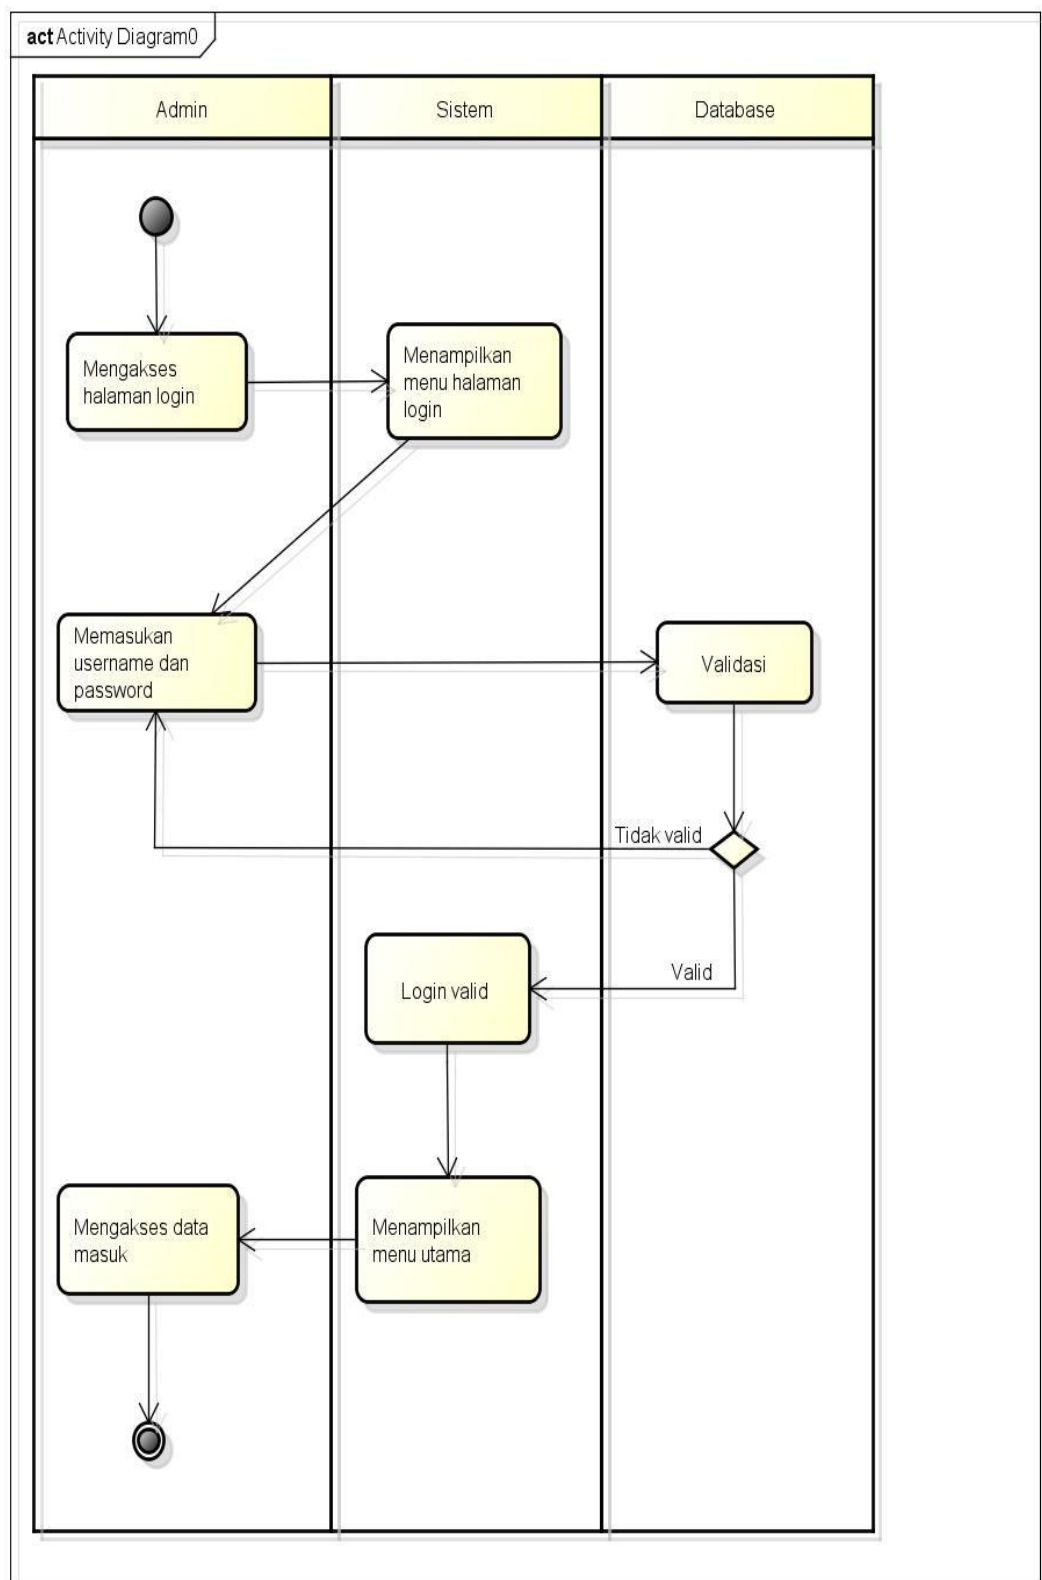 act Activity Diagram0
Admin
Sistem
Database
Mengakses
halaman login
Menampilkan
menu halaman
login
Memasukan
username dan
password
Validasi
Tidak valid
Valid
Login valid
Mengakses data
masuk
Menampilkan
menu utama